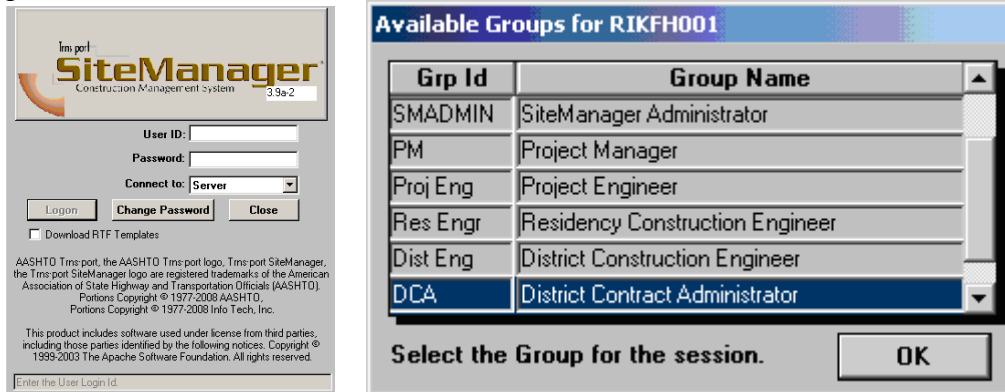 Trns·port
SiteManager
Construction Management System
3.9a-2
User ID:
Password:
Connect to: Server
Logon Change Password Close
Download RTF Templates
AASHTO Trns·port, the AASHTO Trns·port logo, Trns·port SiteManager,
the Trns·port SiteManager logo are registered trademarks of the American
Association of State Highway and Transportation Officials (AASHTO).
Portions Copyright © 1977-2008 AASHTO,
Portions Copyright © 1977-2008 Info Tech, Inc.
This product includes software used under license from third parties,
including those parties identified by the following notices. Copyright ©
1999-2003 The Apache Software Foundation. All rights reserved.
Enter the User Login Id.
Available Groups for RIKFH001
Grp Id Group Name
SMADMIN SiteManager Administrator
PM Project Manager
Proj Eng Project Engineer
Res Engr Residency Construction Engineer
Dist Eng District Construction Engineer
DCA District Contract Administrator
Select the Group for the session. OK